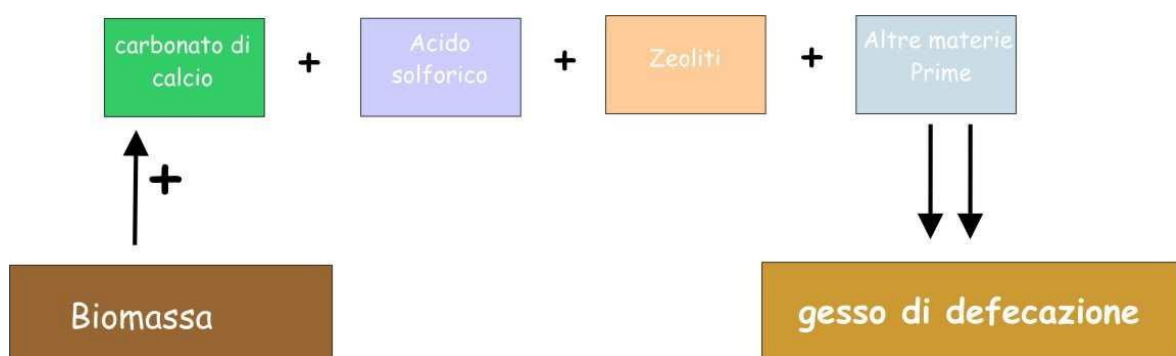 carbonato di
calcio
+
Acido
solforico
+
Zeoliti
+
Altre materie
Prime
+
Biomassa
gesso di defecazione